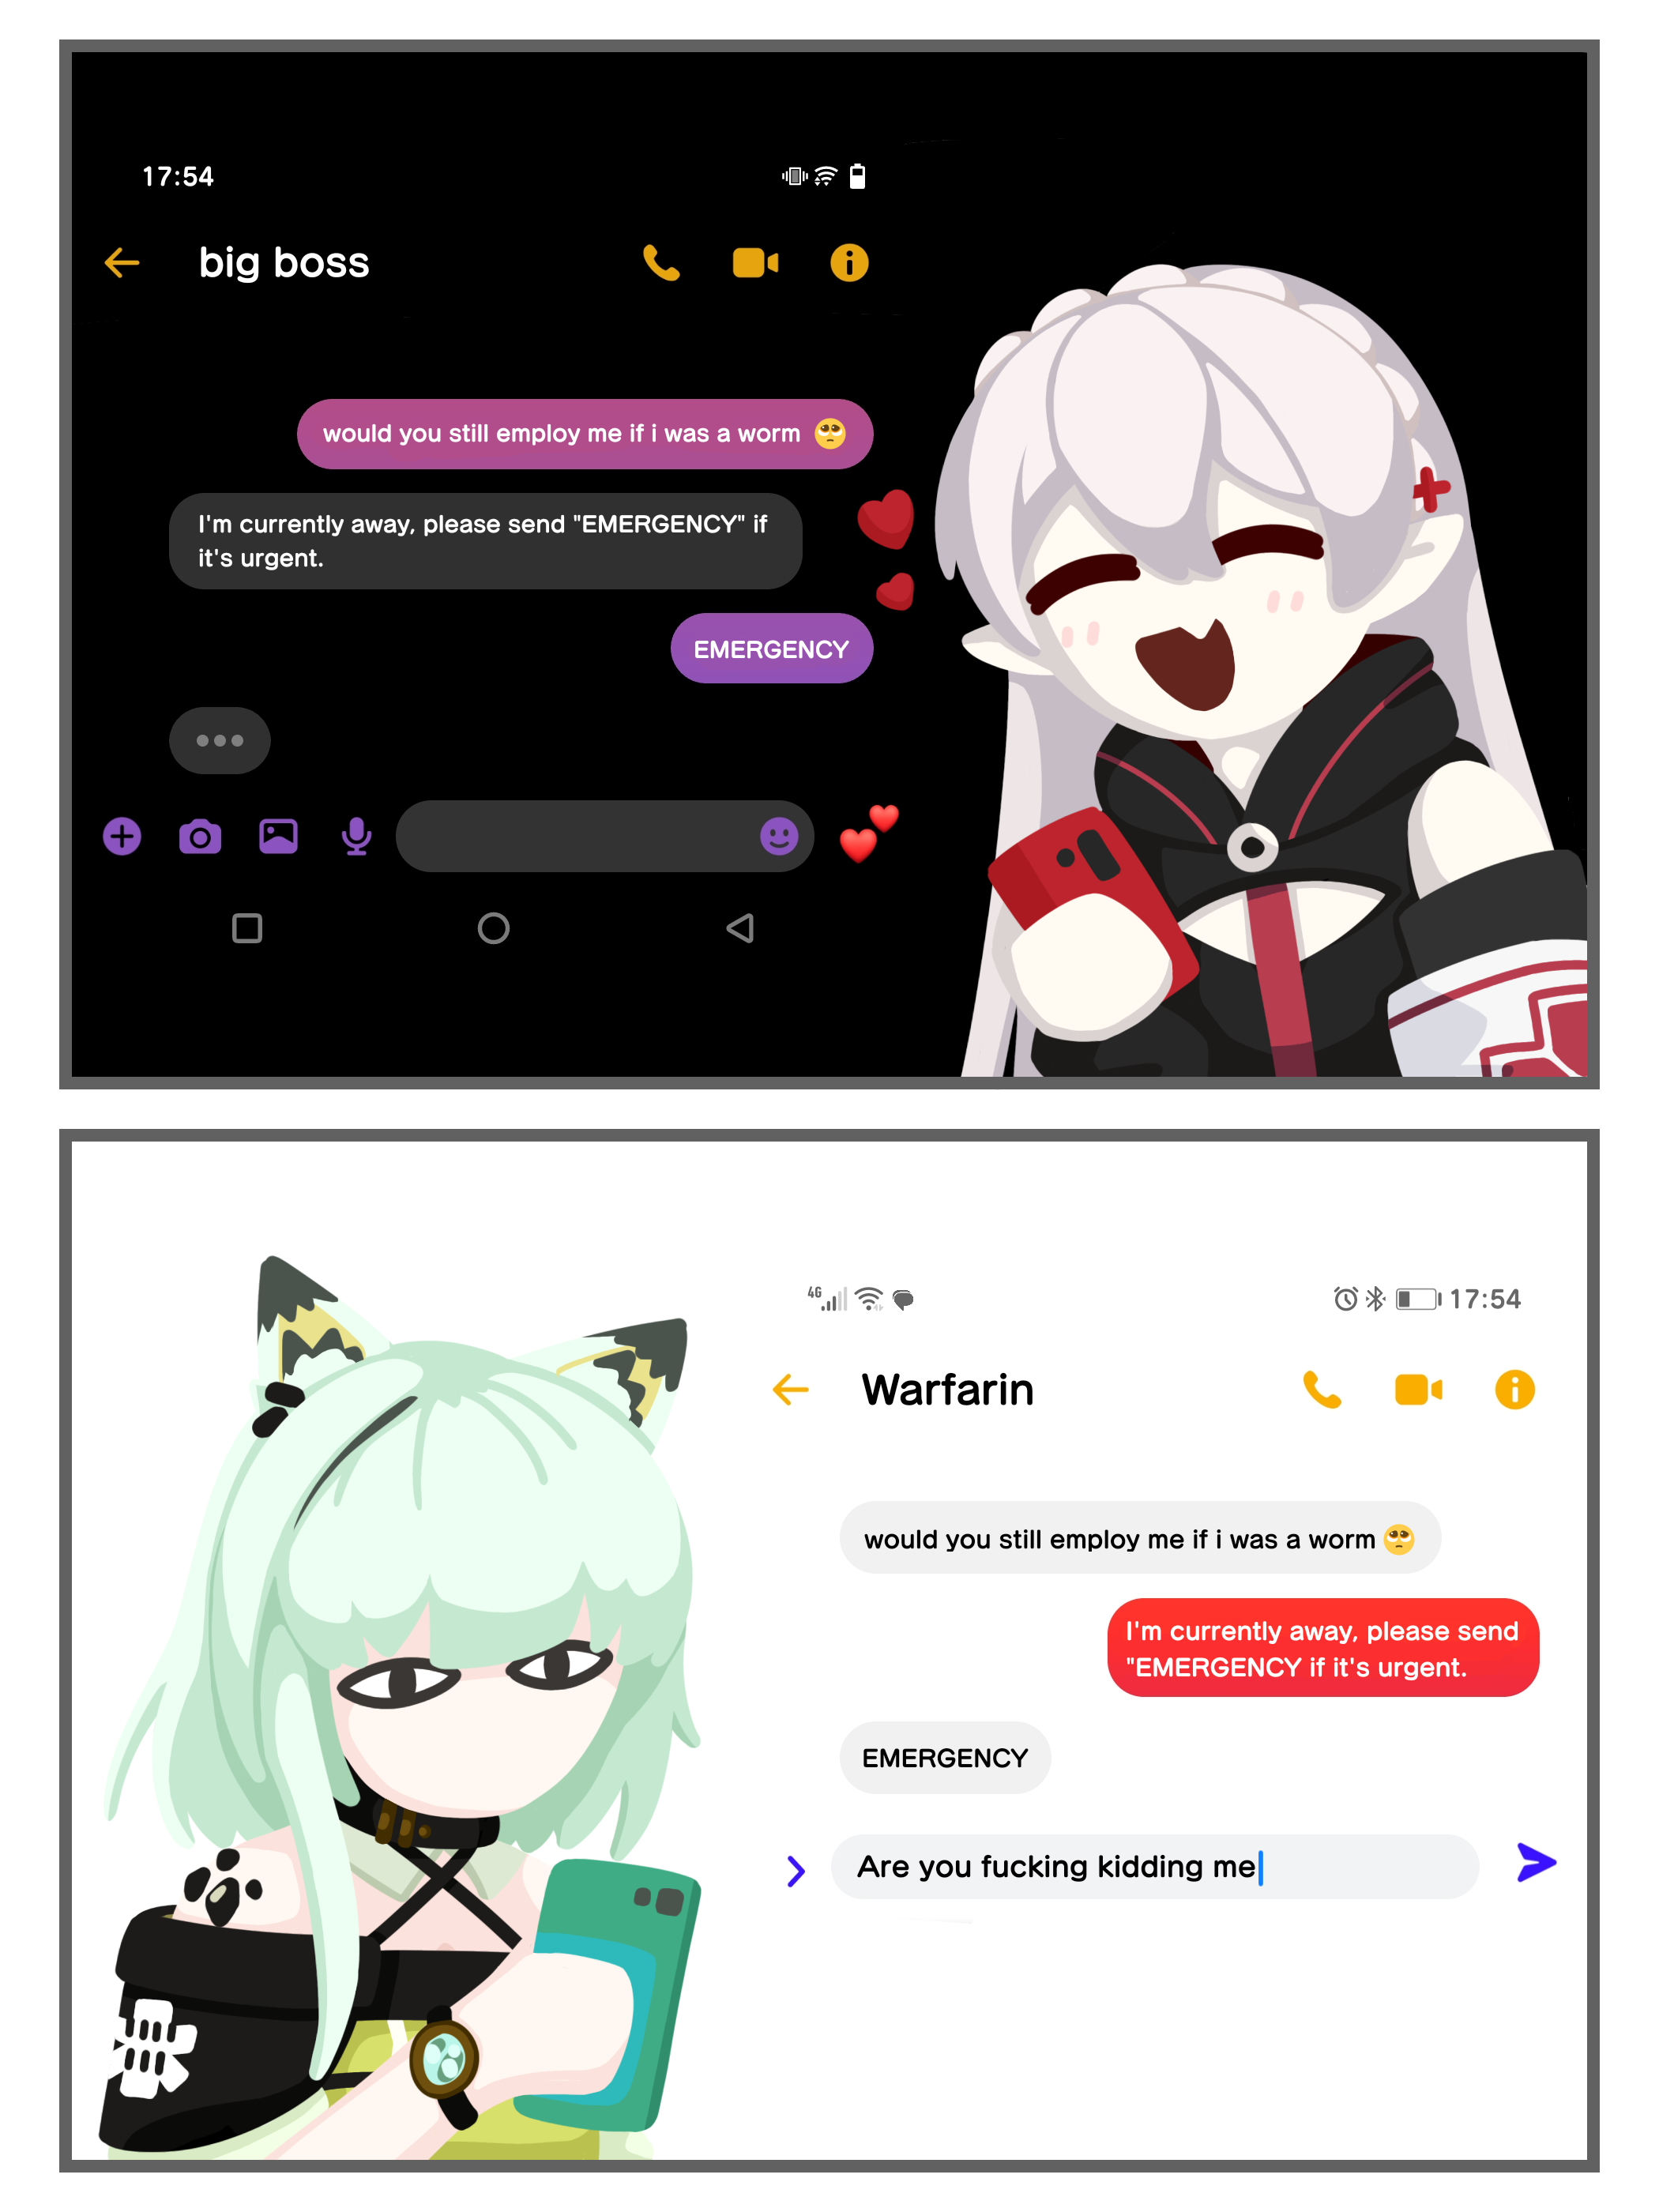 17:54
big boss
would you still employ me if i was a worm 🥺
I'm currently away, please send "EMERGENCY" if
it's urgent.
EMERGENCY
4G
17:54
Warfarin
would you still employ me if i was a worm 🥺
I'm currently away, please send
"EMERGENCY if it's urgent.
EMERGENCY
Are you fucking kidding me